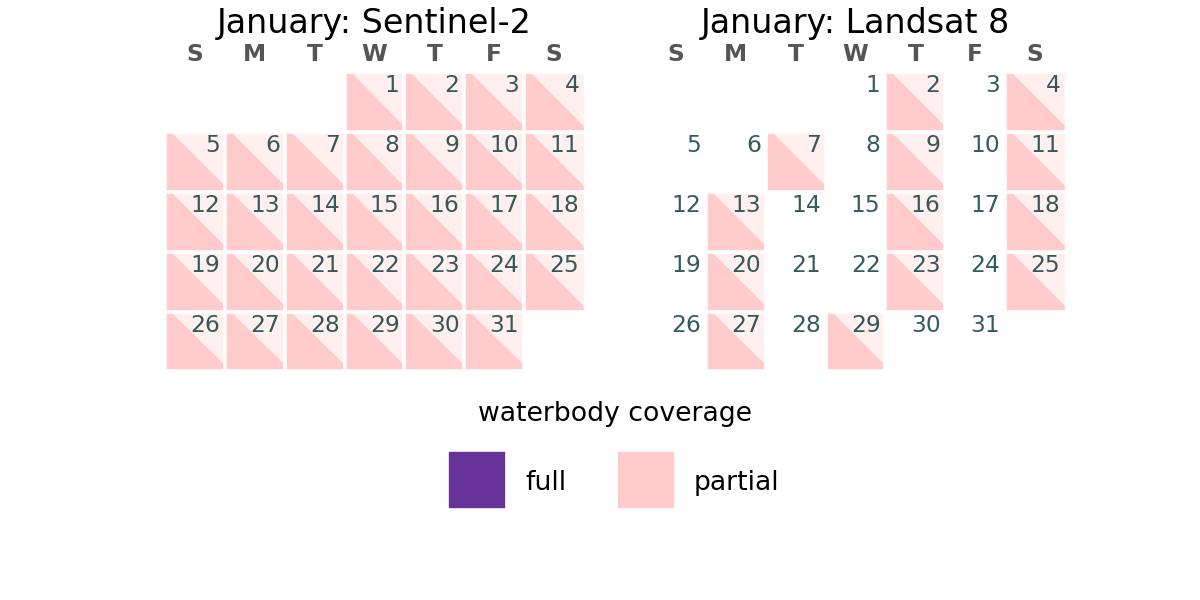 January: Sentinel-2
S M T W T F S
1 2 3 4
5 6 7 8 9 10 11
12 13 14 15 16 17 18
19 20 21 22 23 24 25
26 27 28 29 30 31
January: Landsat 8
S M T W T F S
1 2 3 4
5 6 7 8 9 10 11
12 13 14 15 16 17 18
19 20 21 22 23 24 25
26 27 28 29 30 31
waterbody coverage
full partial